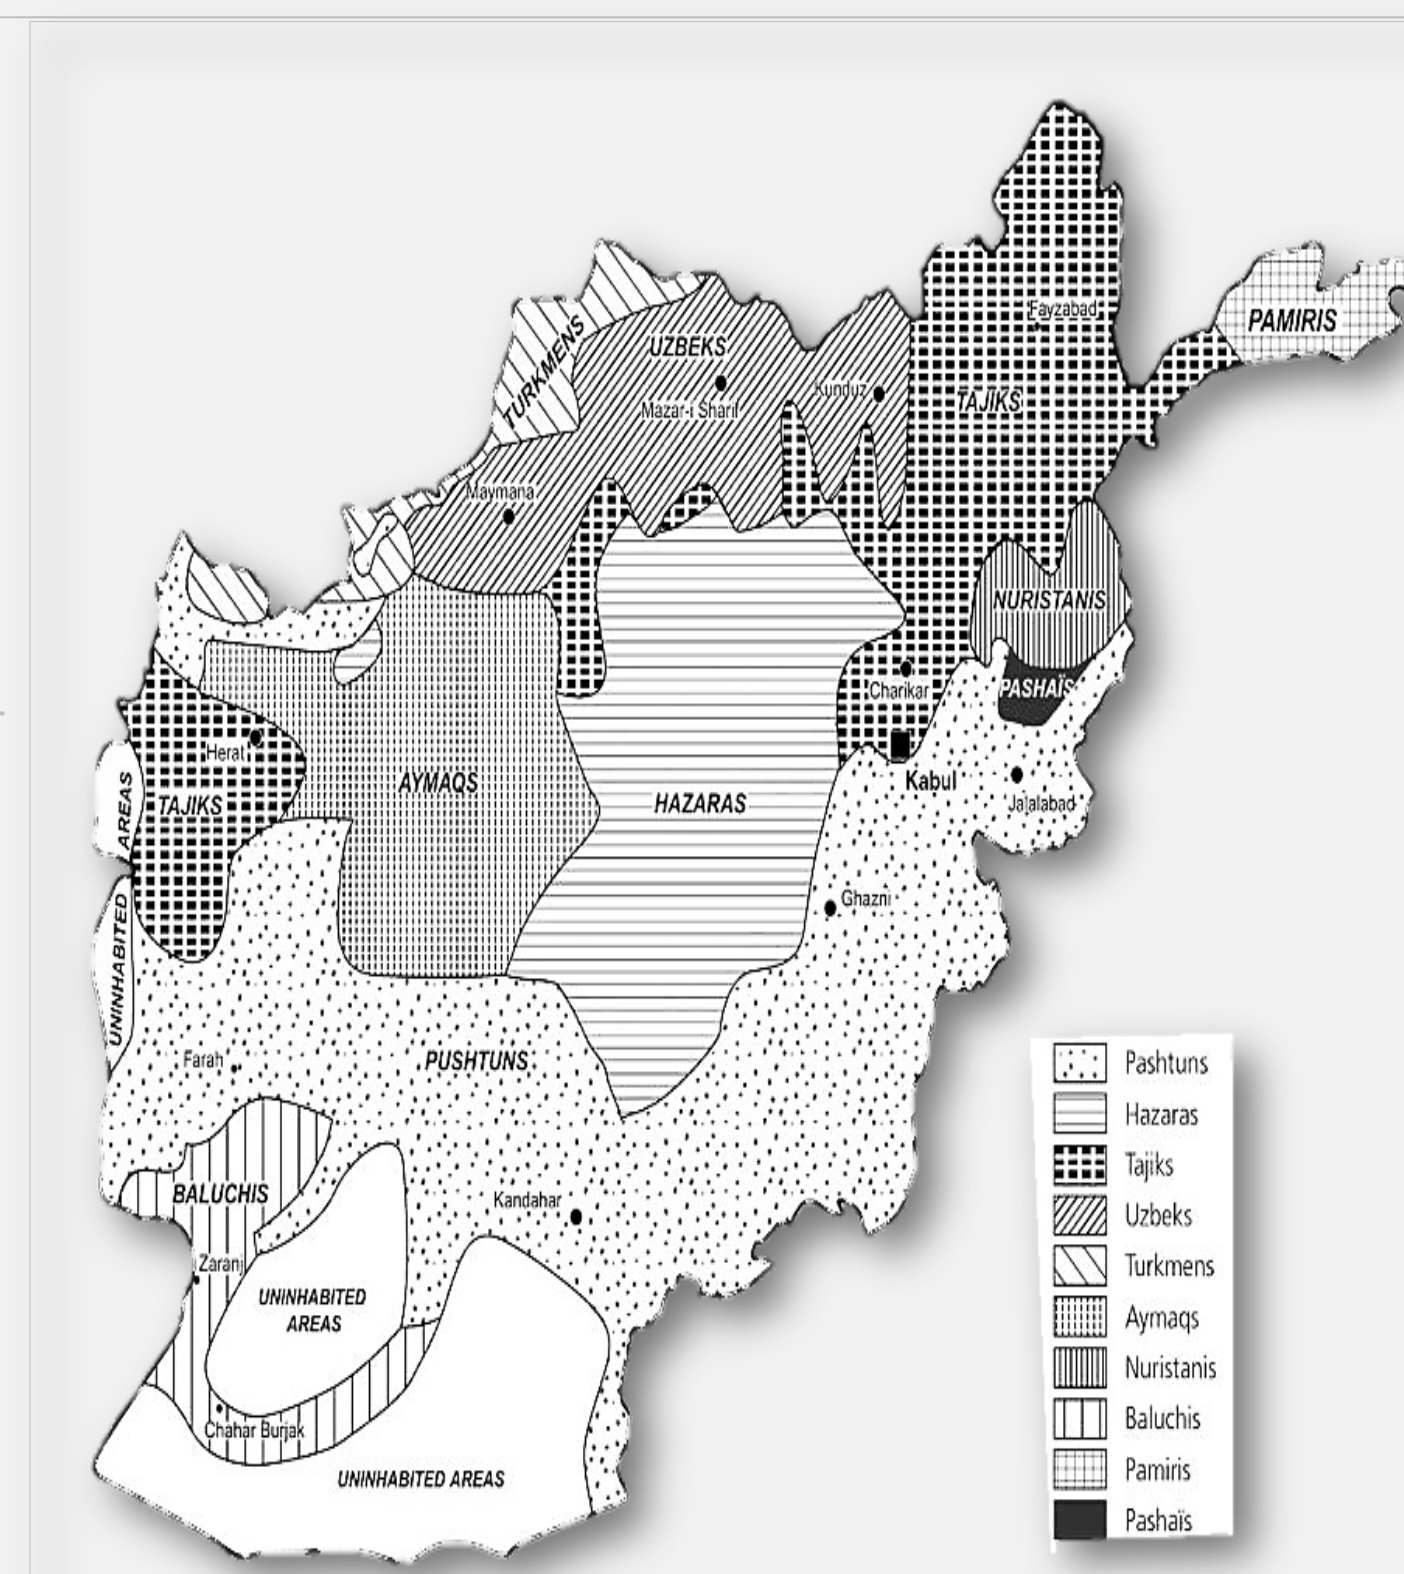 Fayzabad
PAMIRIS
TURKMENS
UZBEKS
Mazar-i Sharif
Kunduz
TAJIKS
Maymana
NURISTANIS
PASHAÏS
Charikar
Herat
Kabul
AREAS
TAJIKS
AYMAQS
HAZARAS
Jalalabad
UNINHABITED
Ghazni
Farah
PUSHTUNS
BALUCHIS
Kandahar
Zaranj
UNINHABITED
AREAS
Chahar Burjak
UNINHABITED AREAS
Pashtuns
Hazaras
Tajiks
Uzbeks
Turkmens
Aymaqs
Nuristanis
Baluchis
Pamiris
Pashaïs